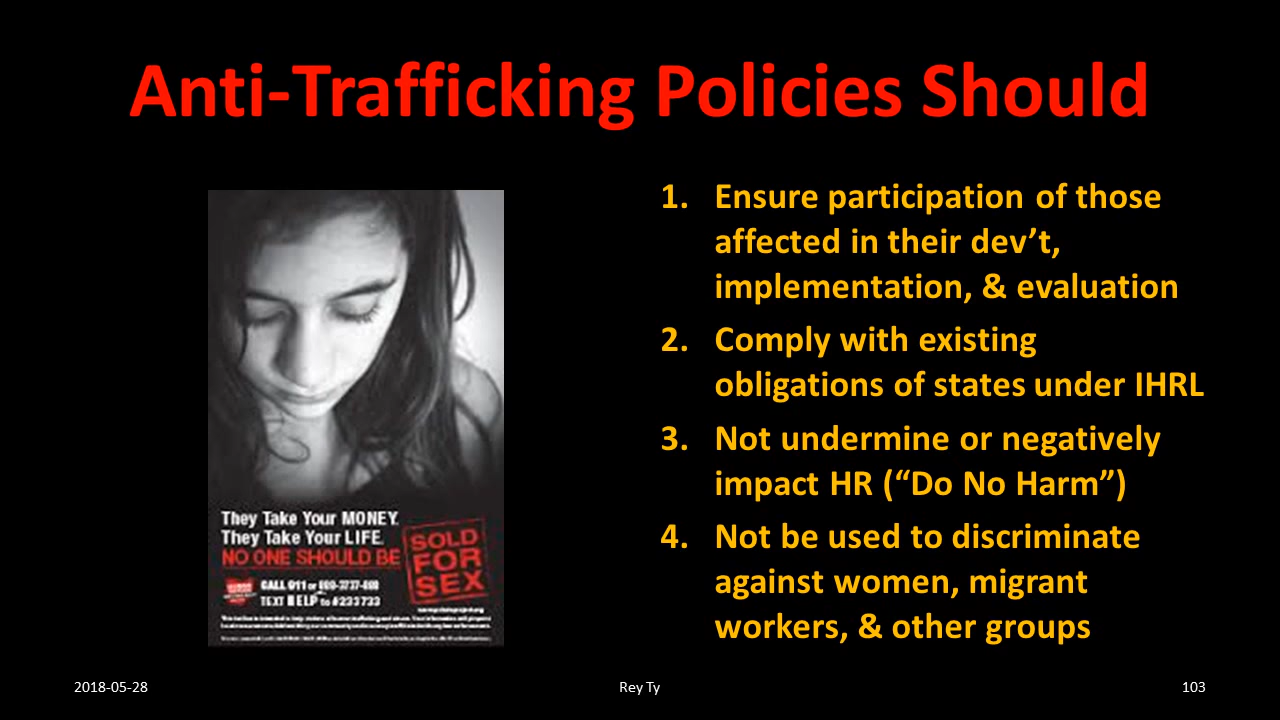 Anti-Trafficking Policies Should
1. Ensure participation of those
affected in their dev’t,
implementation, & evaluation
2. Comply with existing
obligations of states under IHRL
3. Not undermine or negatively
impact HR (“Do No Harm”)
4. Not be used to discriminate
against women, migrant
workers, & other groups
They Take Your MONEY.
They Take Your LIFE.
NO ONE SHOULD BE
SOLD
FOR
SEX
CALL 911 or
TEXT HELP to #233733
2018-05-28
Rey Ty
103